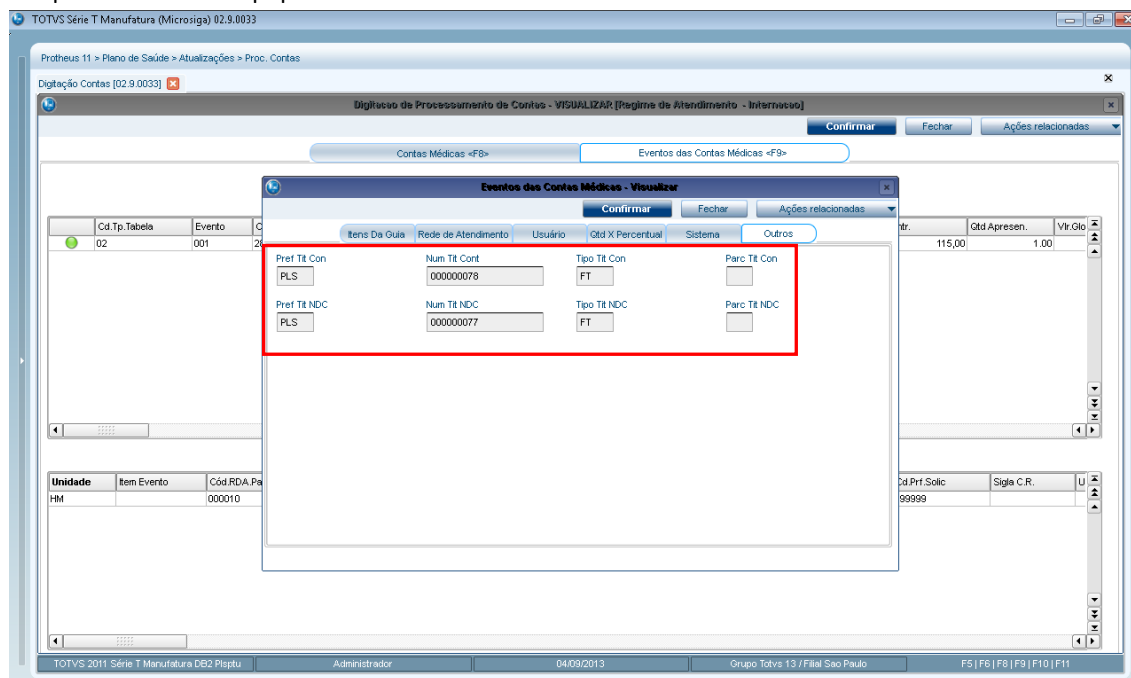 TOTVS Série T Manufatura (Microsiga) 02.9.0033
Protheus 11 > Plano de Saúde > Atualizações > Proc. Contas
Digitação Contas [02.9.0033]
Digitacao de Processamento de Contas - VISUALIZAR [Regime de Atendimento - Internacao]
Confirmar Fechar Ações relacionadas
Contas Médicas <F8> Eventos das Contas Médicas <F9>
Eventos das Contas Médicas - Visualizar
Confirmar Fechar Ações relacionadas
Itens Da Guia Rede de Atendimento Usuário Qtd X Percentual Sistema Outros
Cd.Tp.Tabela Evento Qtd Apresen. Vlr.Glo
02 001 115,00 1.00
Pref Tit Con Num Tit Cont Tipo Tit Con Parc Tit Con
PLS 000000078 FT
Pref Tit NDC Num Tit NDC Tipo Tit NDC Parc Tit NDC
PLS 000000077 FT
Unidade Item Evento Cód.RDA.Pa Cd.Prf.Solic Sigla C.R. U
HM 000010 99999
TOTVS 2011 Série T Manufatura DB2 Plsptu Administrador 04/09/2013 Grupo Totvs 13 / Filial Sao Paulo F5 | F6 | F8 | F9 | F10 | F11